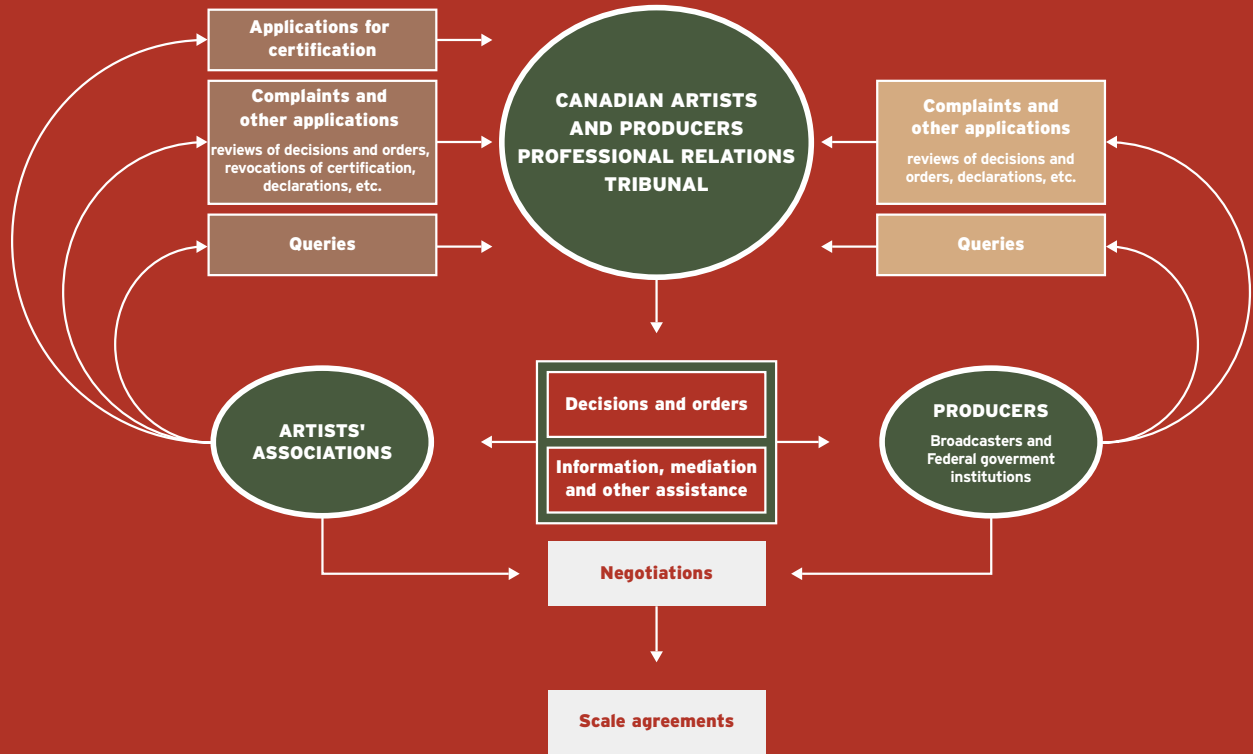 Applications for
certification
Complaints and
other applications
reviews of decisions and orders,
revocations of certification,
declarations, etc.
Queries
CANADIAN ARTISTS
AND PRODUCERS
PROFESSIONAL RELATIONS
TRIBUNAL
Complaints and
other applications
reviews of decisions and
orders, declarations, etc.
Queries
ARTISTS'
ASSOCIATIONS
Decisions and orders
Information, mediation
and other assistance
PRODUCERS
Broadcasters and
Federal goverment
institutions
Negotiations
Scale agreements